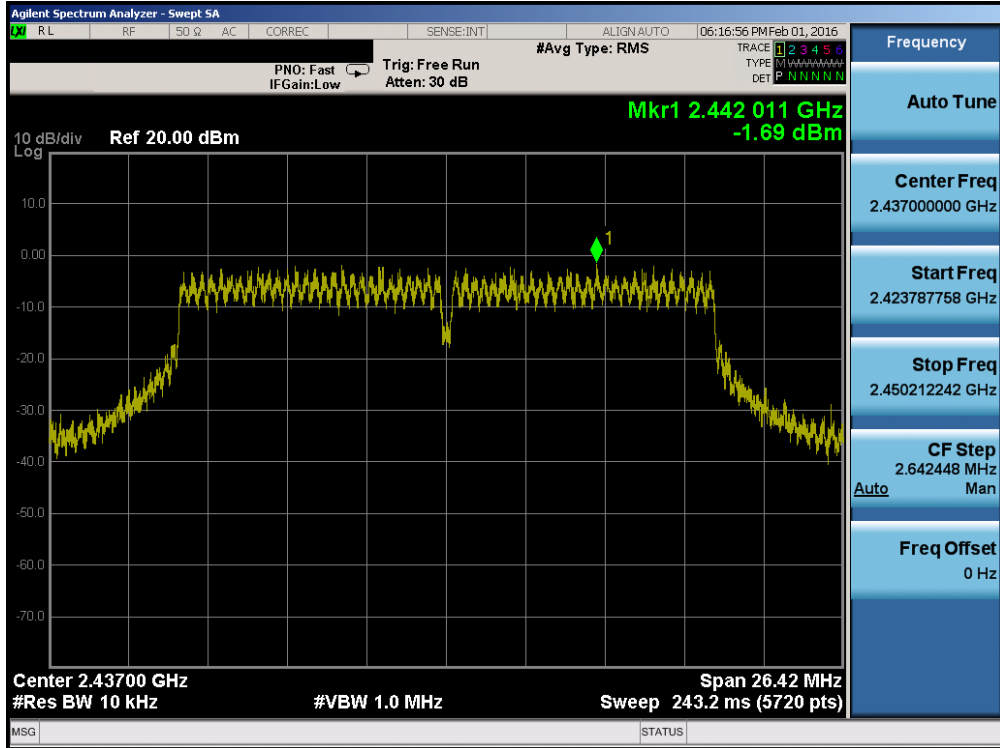 Agilent Spectrum Analyzer - Swept SA
LXI RL RF 50 Ω AC CORREC SENSE:INT ALIGN AUTO 06:16:56 PM Feb 01, 2016
#Avg Type: RMS TRACE 1 2 3 4 5 6
PNO: Fast Trig: Free Run TYPE M WWWWW
IFGain:Low Atten: 30 dB DET P N N N N N
Mkr1 2.442 011 GHz
-1.69 dBm
10 dB/div Ref 20.00 dBm
Log
10.0
1
0.00
-10.0
-20.0
-30.0
-40.0
-50.0
-60.0
-70.0
Center 2.43700 GHz Span 26.42 MHz
#Res BW 10 kHz #VBW 1.0 MHz Sweep 243.2 ms (5720 pts)
MSG STATUS
Frequency
Auto Tune
Center Freq
2.437000000 GHz
Start Freq
2.423787758 GHz
Stop Freq
2.450212242 GHz
CF Step
2.642448 MHz
Auto Man
Freq Offset
0 Hz